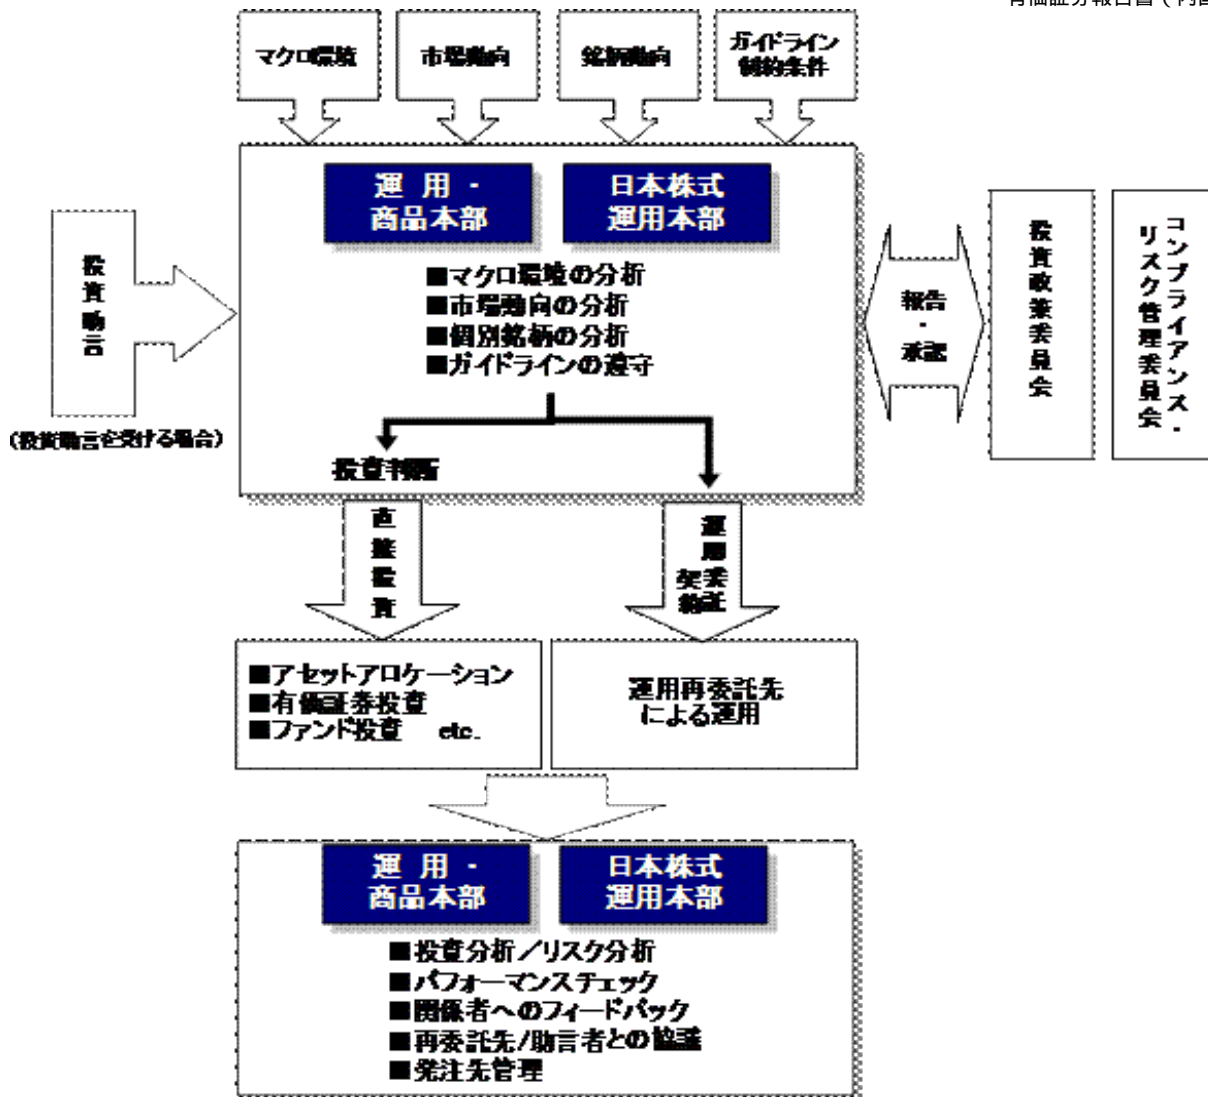 有価証券報告書（内国
マクロ環境
市場動向
銘柄動向
ガイドライン
制約条件
運 用 ・
商品本部
日本株式
運用本部
■マクロ環境の分析
■市場動向の分析
■個別銘柄の分析
■ガイドラインの遵守
投資助言
（投資助言を受ける場合）
投資判断
報告
・
承認
投資政策委員会
コンプライアンス・
リスク管理委員会
直接投資
運用委託
契約
■アセットアロケーション
■有価証券投資
■ファンド投資 etc.
運用再委託先
による運用
運 用 ・
商品本部
日本株式
運用本部
■投資分析／リスク分析
■パフォーマンスチェック
■関係者へのフィードバック
■再委託先/助言者との協議
■発注先管理